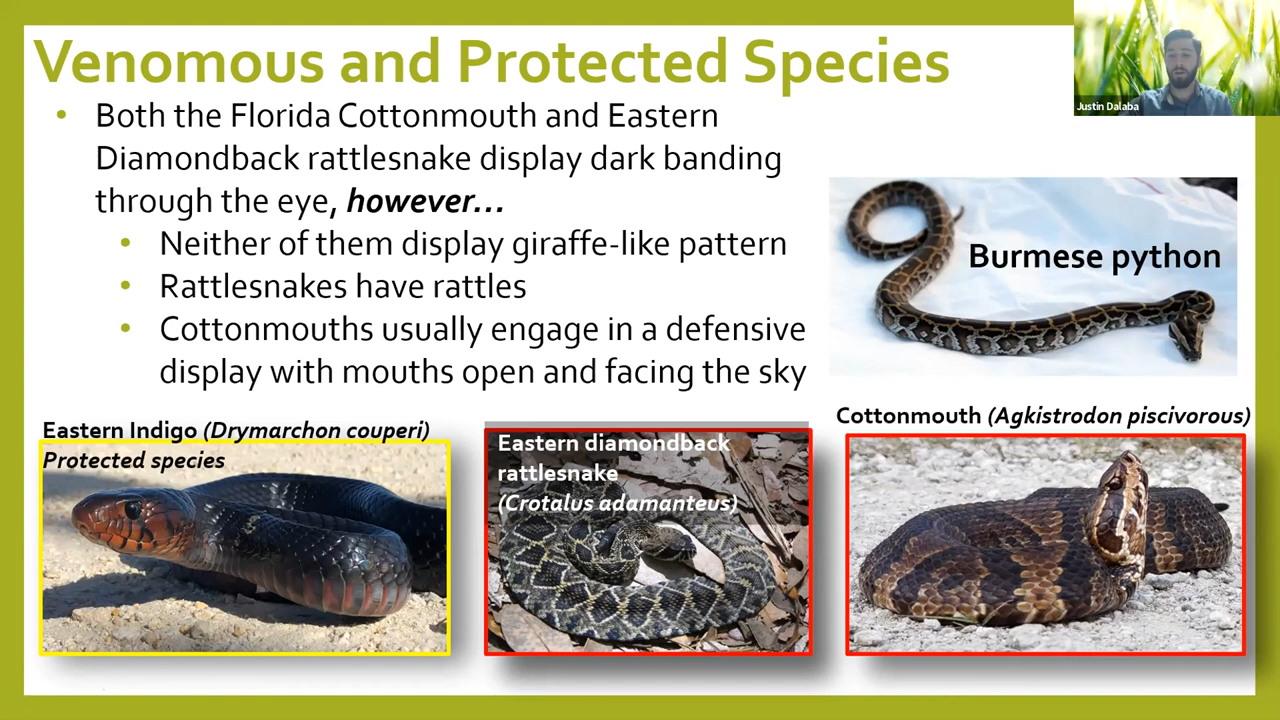 Venomous and Protected Species
Justin Dalaba
• Both the Florida Cottonmouth and Eastern
Diamondback rattlesnake display dark banding
through the eye, however...
• Neither of them display giraffe-like pattern
• Rattlesnakes have rattles
• Cottonmouths usually engage in a defensive
display with mouths open and facing the sky
Burmese python
Eastern Indigo (Drymarchon couperi)
Protected species
Eastern diamondback
rattlesnake
(Crotalus adamanteus)
Cottonmouth (Agkistrodon piscivorous)